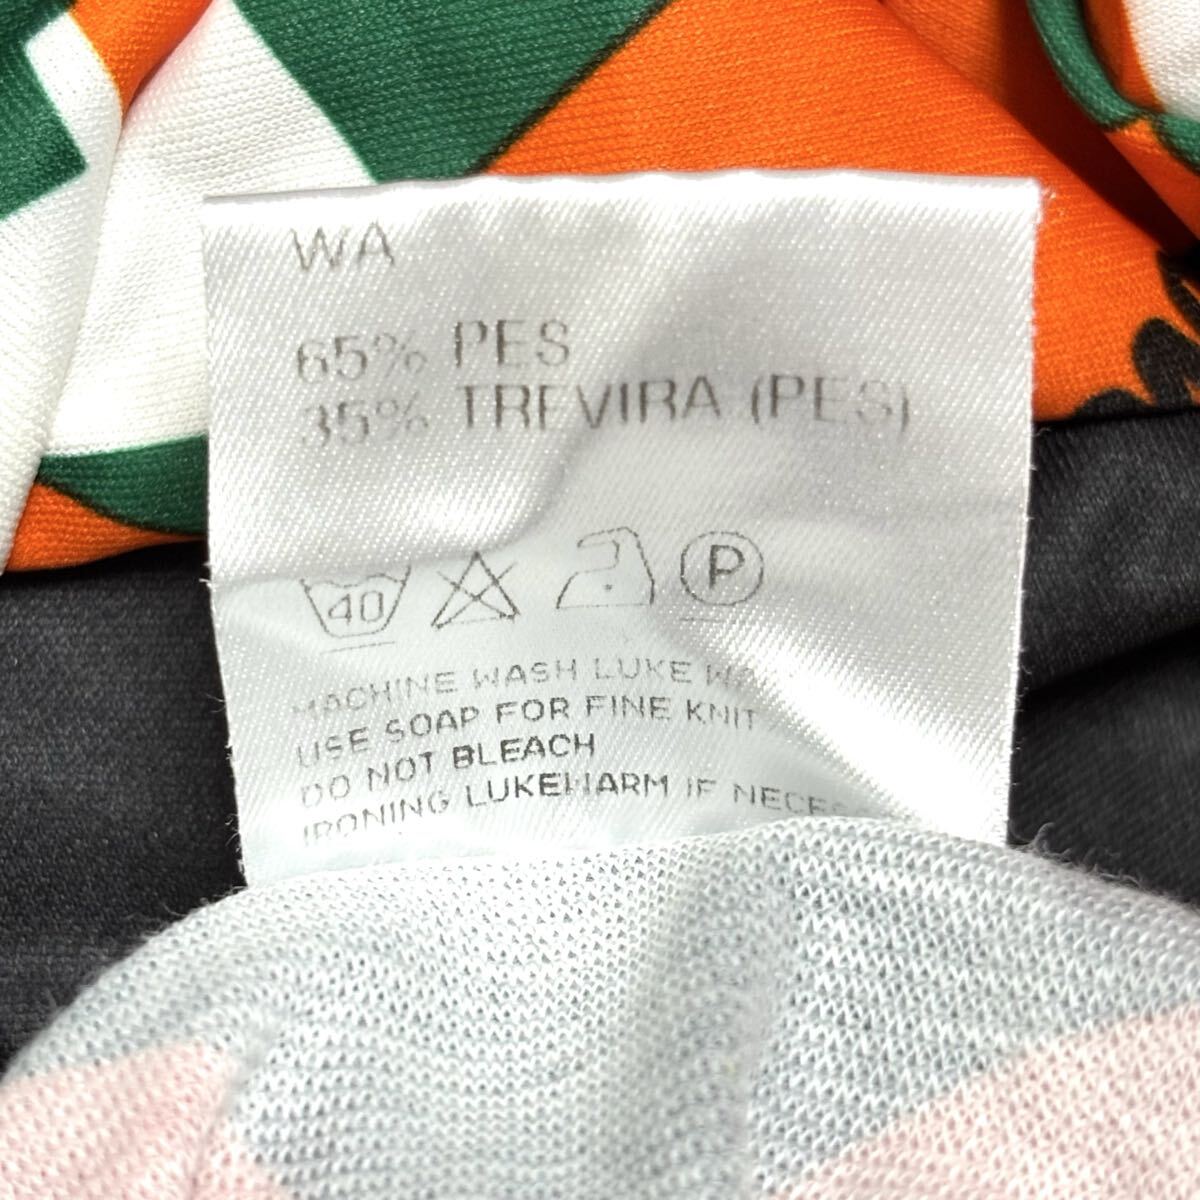 WA
65% PES
35% TREVIRA (PES)
40 P
MACHINE WASH LUKE
USE SOAP FOR FINE KNIT
DO NOT BLEACH
IRONING LUKEWARM IF